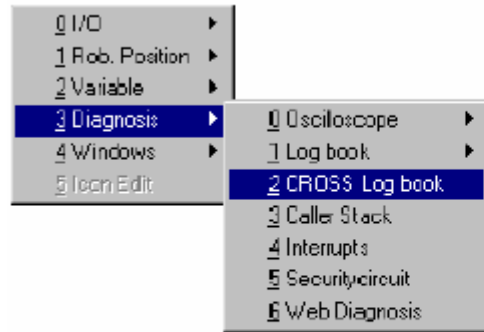 0 I/O
1 Rob. Position
2 Variable
3 Diagnosis
4 Windows
5 Icon Edit
0 Osciloscope
1 Log book
2 CROSS Log book
3 Caller Stack
4 Interrupts
5 Securitycircuit
6 Web Diagnosis